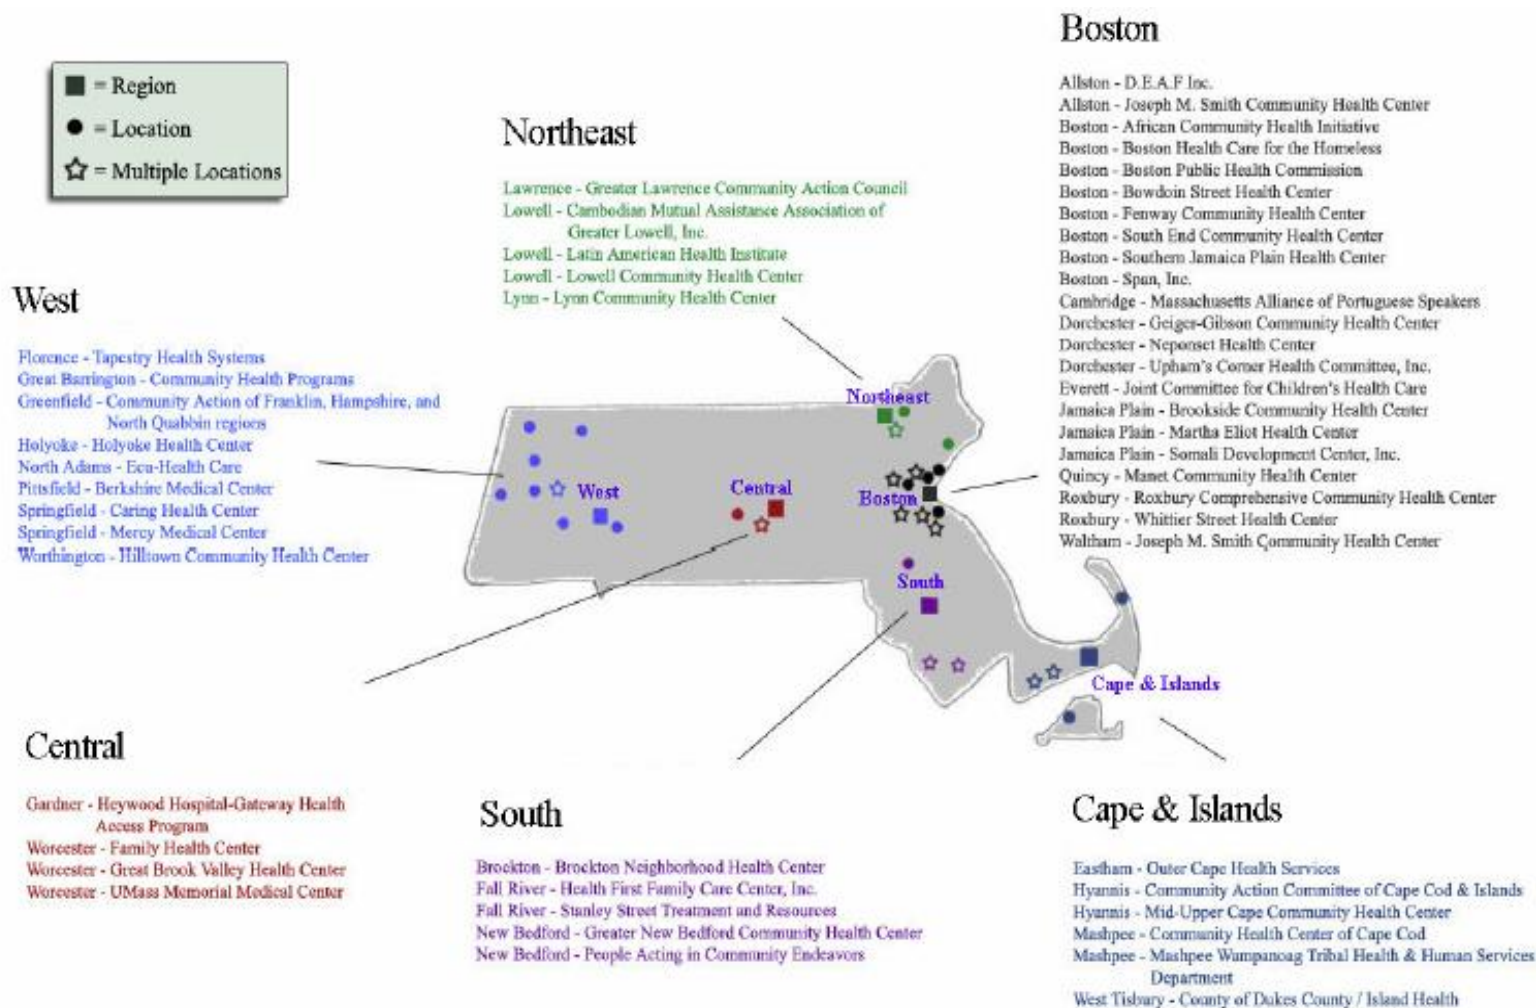 Boston
Allston - D.E.A.F Inc.
Allston - Joseph M. Smith Community Health Center
Boston - African Community Health Initiative
Boston - Boston Health Care for the Homeless
Boston - Boston Public Health Commission
Boston - Bowdoin Street Health Center
Boston - Fenway Community Health Center
Boston - South End Community Health Center
Boston - Southern Jamaica Plain Health Center
Boston - Span, Inc.
Cambridge - Massachusetts Alliance of Portuguese Speakers
Dorchester - Geiger-Gibson Community Health Center
Dorchester - Neponset Health Center
Dorchester - Upham's Corner Health Committee, Inc.
Everett - Joint Committee for Children's Health Care
Jamaica Plain - Brookside Community Health Center
Jamaica Plain - Martha Eliot Health Center
Jamaica Plain - Somali Development Center, Inc.
Quincy - Manet Community Health Center
Roxbury - Roxbury Comprehensive Community Health Center
Roxbury - Whittier Street Health Center
Waltham - Joseph M. Smith Community Health Center
= Region
= Location
= Multiple Locations
Northeast
Lawrence - Greater Lawrence Community Action Council
Lowell - Cambodian Mutual Assistance Association of
Greater Lowell, Inc.
Lowell - Latin American Health Institute
Lowell - Lowell Community Health Center
Lynn - Lynn Community Health Center
West
Florence - Tapestry Health Systems
Great Barrington - Community Health Programs
Greenfield - Community Action of Franklin, Hampshire, and
North Quabbin regions
Holyoke - Holyoke Health Center
North Adams - Ecu-Health Care
Pittsfield - Berkshire Medical Center
Springfield - Caring Health Center
Springfield - Mercy Medical Center
Worthington - Hilltown Community Health Center
Northeast
West
Central
Boston
South
Cape & Islands
Central
Gardner - Heywood Hospital-Gateway Health
Access Program
Worcester - Family Health Center
Worcester - Great Brook Valley Health Center
Worcester - UMass Memorial Medical Center
South
Brockton - Brockton Neighborhood Health Center
Fall River - Health First Family Care Center, Inc.
Fall River - Stanley Street Treatment and Resources
New Bedford - Greater New Bedford Community Health Center
New Bedford - People Acting in Community Endeavors
Cape & Islands
Eastham - Outer Cape Health Services
Hyannis - Community Action Committee of Cape Cod & Islands
Hyannis - Mid-Upper Cape Community Health Center
Mashpee - Community Health Center of Cape Cod
Mashpee - Mashpee Wampanoag Tribal Health & Human Services
Department
West Tisbury - County of Dukes County / Island Health